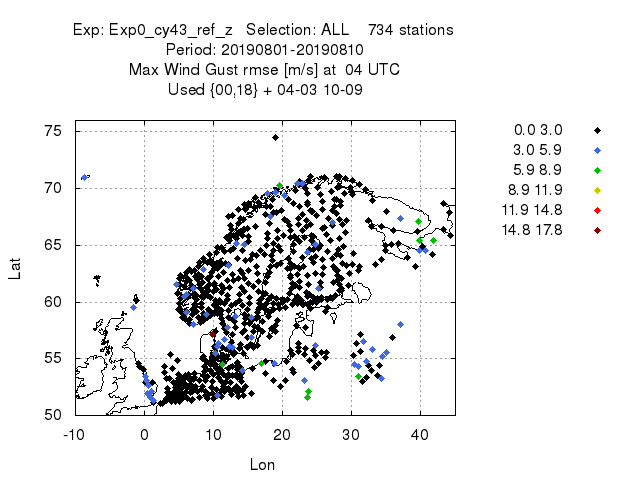 Exp: Exp0_cy43_ref_z Selection: ALL 734 stations
Period: 20190801-20190810
Max Wind Gust rmse [m/s] at 04 UTC
Used {00,18} + 04-03 10-09
0.0 3.0
3.0 5.9
5.9 8.9
8.9 11.9
11.9 14.8
14.8 17.8
75
70
65
60
55
50
Lat
-10 0 10 20 30 40
Lon